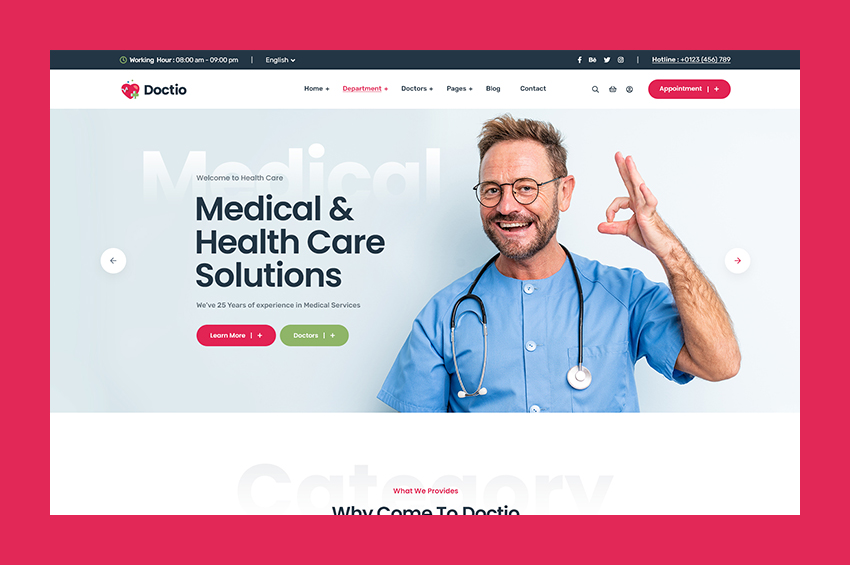 Working Hour : 08:00 am - 09:00 pm | English
Hotline : +0123 (456) 789
Doctio
Home + Department + Doctors + Pages + Blog Contact
Appointment | +
Medical
Welcome to Health Care
Medical &
Health Care
Solutions
We've 25 Years of experience in Medical Services
Learn More | +
Doctors | +
Category
What We Provides
Why Come To Doctio